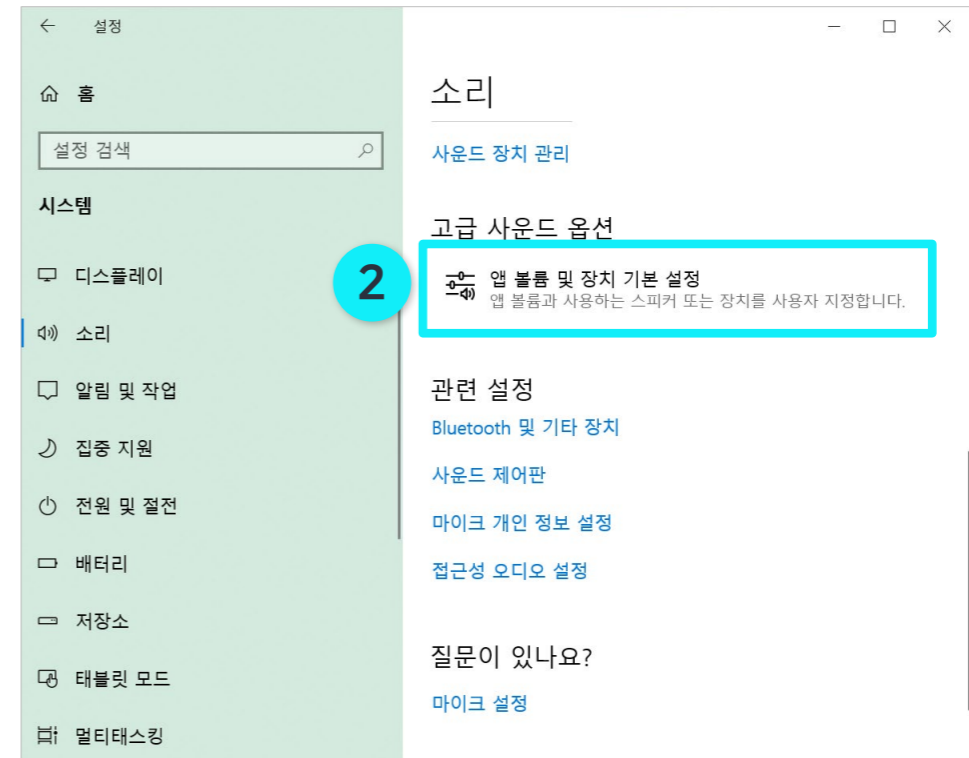 설정
홈
설정 검색
시스템
디스플레이
소리
알림 및 작업
집중 지원
전원 및 절전
배터리
저장소
태블릿 모드
멀티태스킹
소리
사운드 장치 관리
고급 사운드 옵션
2
앱 볼륨 및 장치 기본 설정
앱 볼륨과 사용하는 스피커 또는 장치를 사용자 지정합니다.
관련 설정
Bluetooth 및 기타 장치
사운드 제어판
마이크 개인 정보 설정
접근성 오디오 설정
질문이 있나요?
마이크 설정